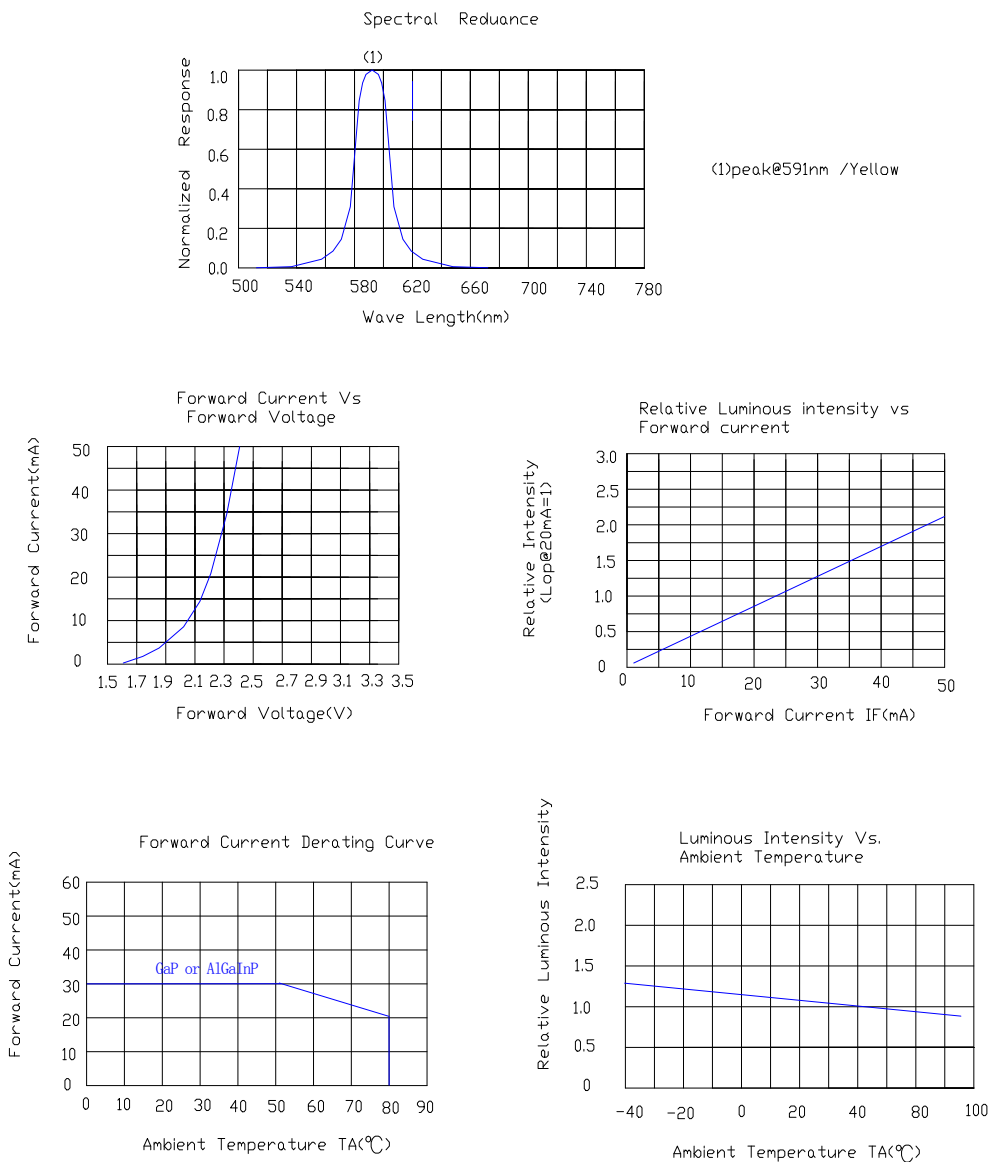 Spectral Reduance
(1)
Normalized Response
1.0
0.8
0.6
0.4
0.2
0.0
500 540 580 620 660 700 740 780
Wave Length(nm)
(1)peak@591nm /Yellow
Forward Current Vs
Forward Voltage
Forward Current(mA)
50
40
30
20
10
0
1.5 1.7 1.9 2.1 2.3 2.5 2.7 2.9 3.1 3.3 3.5
Forward Voltage(V)
Relative Luminous intensity vs
Forward current
Relative Intensity
(Lop@20mA=1)
3.0
2.5
2.0
1.5
1.0
0.5
0
0 10 20 30 40 50
Forward Current IF(mA)
Forward Current Derating Curve
Forward Current(mA)
60
50
40
30
20
10
0
GaP or AlGaInP
0 10 20 30 40 50 60 70 80 90
Ambient Temperature TA(℃)
Luminous Intensity Vs.
Ambient Temperature
Relative Luminous Intensity
2.5
2.0
1.5
1.0
0.5
0
-40 -20 0 20 40 60 80 100
Ambient Temperature TA(℃)